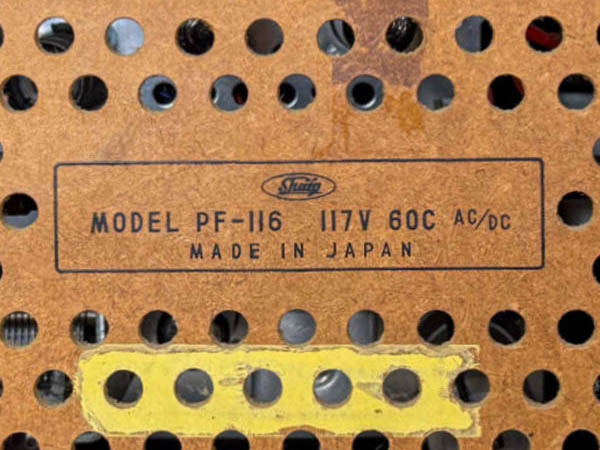 Sharp
MODEL PF-116 117V 60C AC/DC
MADE IN JAPAN